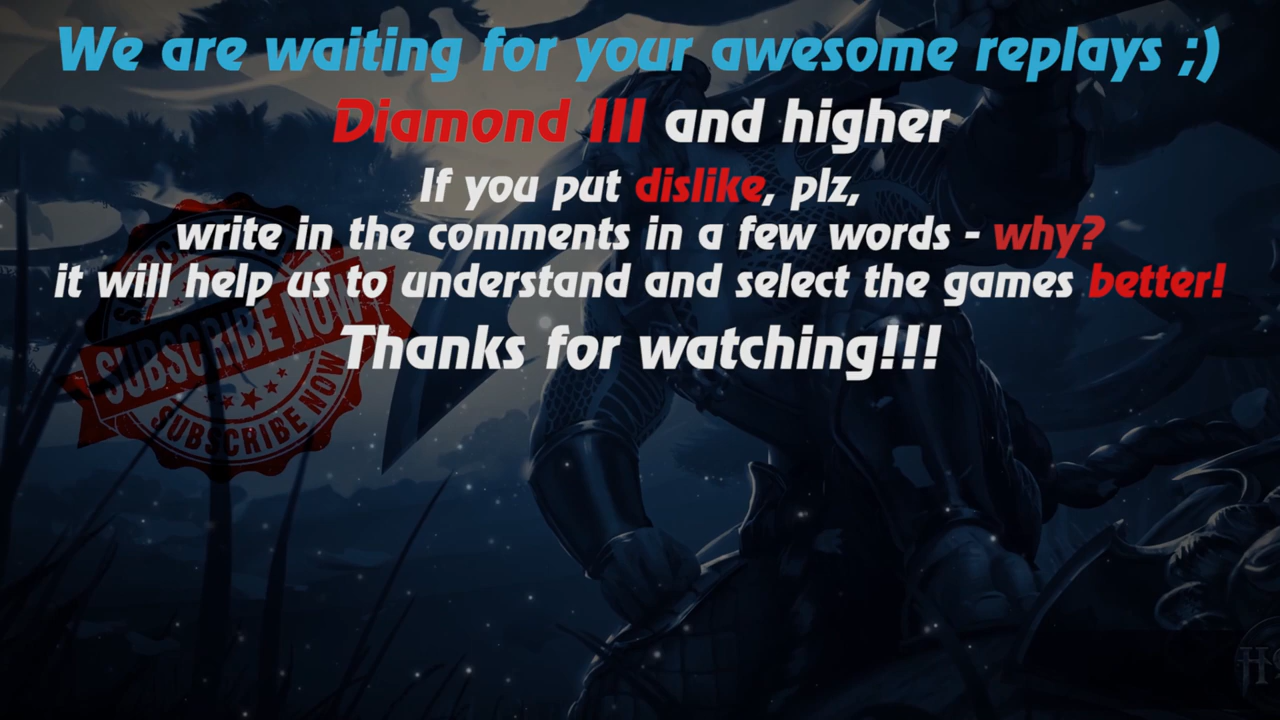 We are waiting for your awesome replays ;)
Diamond III and higher
If you put dislike, plz,
write in the comments in a few words - why?
it will help us to understand and select the games better!
Thanks for watching!!!
SUBSCRIBE NOW
SUBSCRIBE NOW